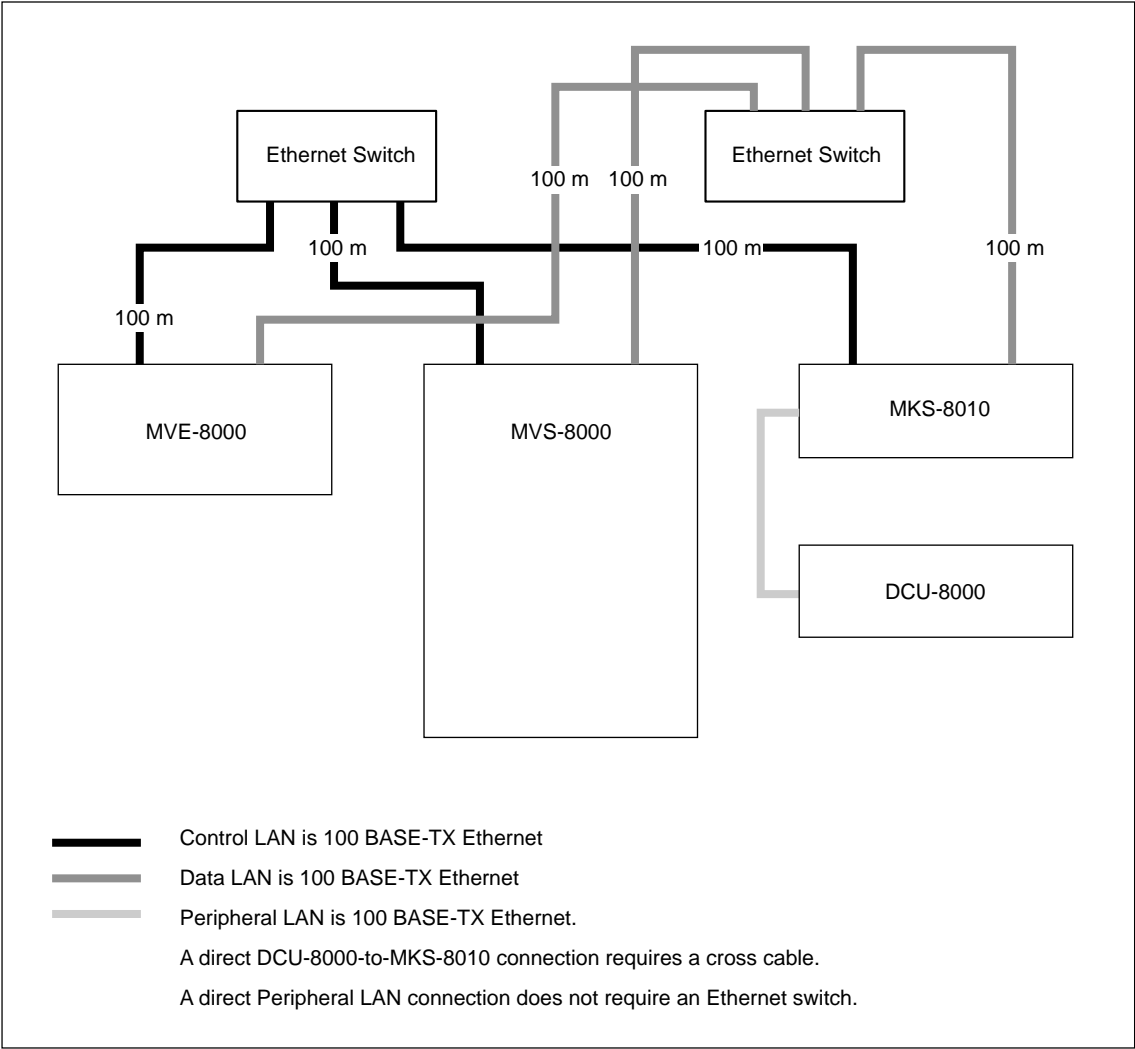 Ethernet Switch
Ethernet Switch
100 m
100 m
100 m
100 m
100 m
100 m
MVE-8000
MVS-8000
MKS-8010
DCU-8000
Control LAN is 100 BASE-TX Ethernet
Data LAN is 100 BASE-TX Ethernet
Peripheral LAN is 100 BASE-TX Ethernet.
A direct DCU-8000-to-MKS-8010 connection requires a cross cable.
A direct Peripheral LAN connection does not require an Ethernet switch.